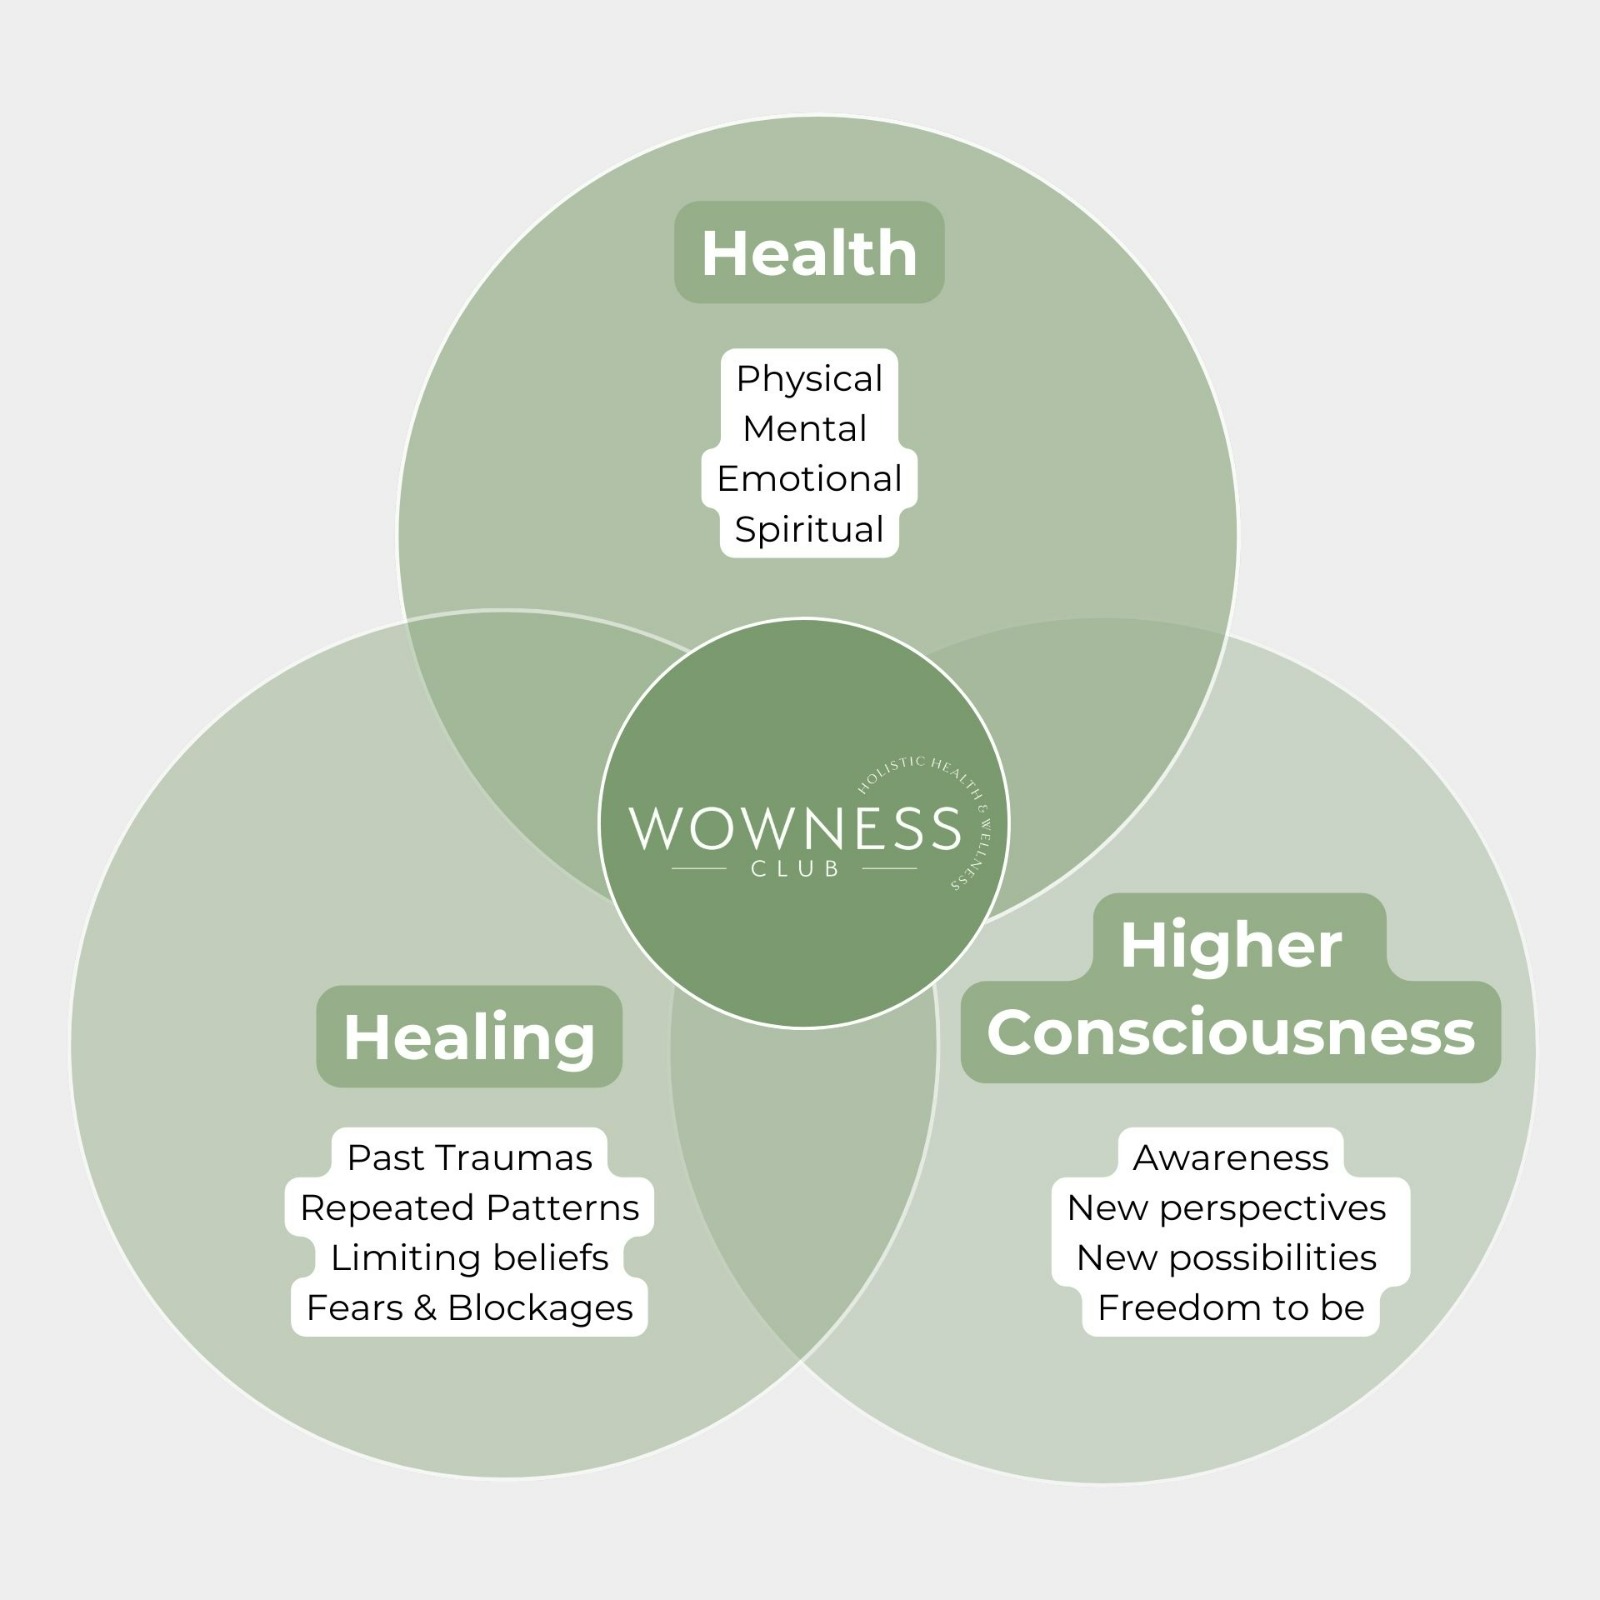 Health
Physical
Mental
Emotional
Spiritual
HOLISTIC HEALTH & WELLNESS
WOWNESS
CLUB
Healing
Past Traumas
Repeated Patterns
Limiting beliefs
Fears & Blockages
Higher
Consciousness
Awareness
New perspectives
New possibilities
Freedom to be